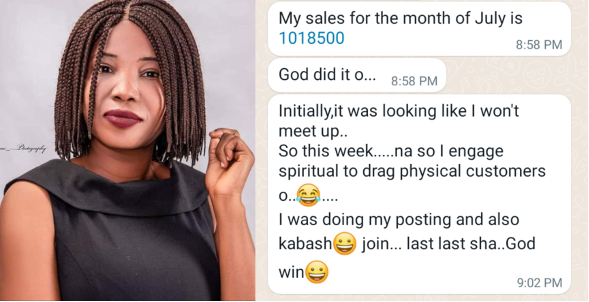 Photography
My sales for the month of July is
1018500
8:58 PM
God did it o... 8:58 PM
Initially,it was looking like I won't
meet up..
So this week.....na so I engage
spiritual to drag physical customers
o..😂....
I was doing my posting and also
kabash😀 join... last last sha..God
win😀
9:02 PM